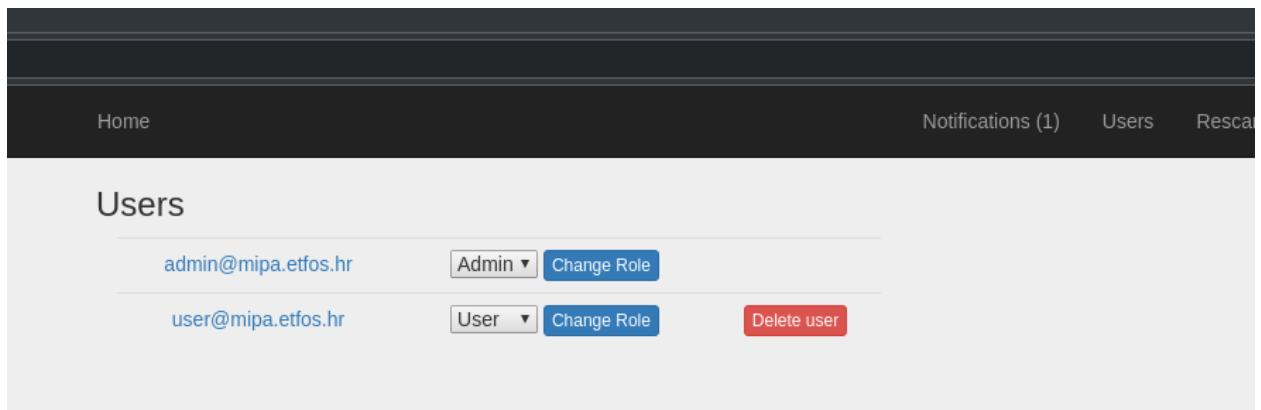 Home Notifications (1) Users
Users
admin@mipa.etfos.hr Admin Change Role
user@mipa.etfos.hr User Change Role Delete user